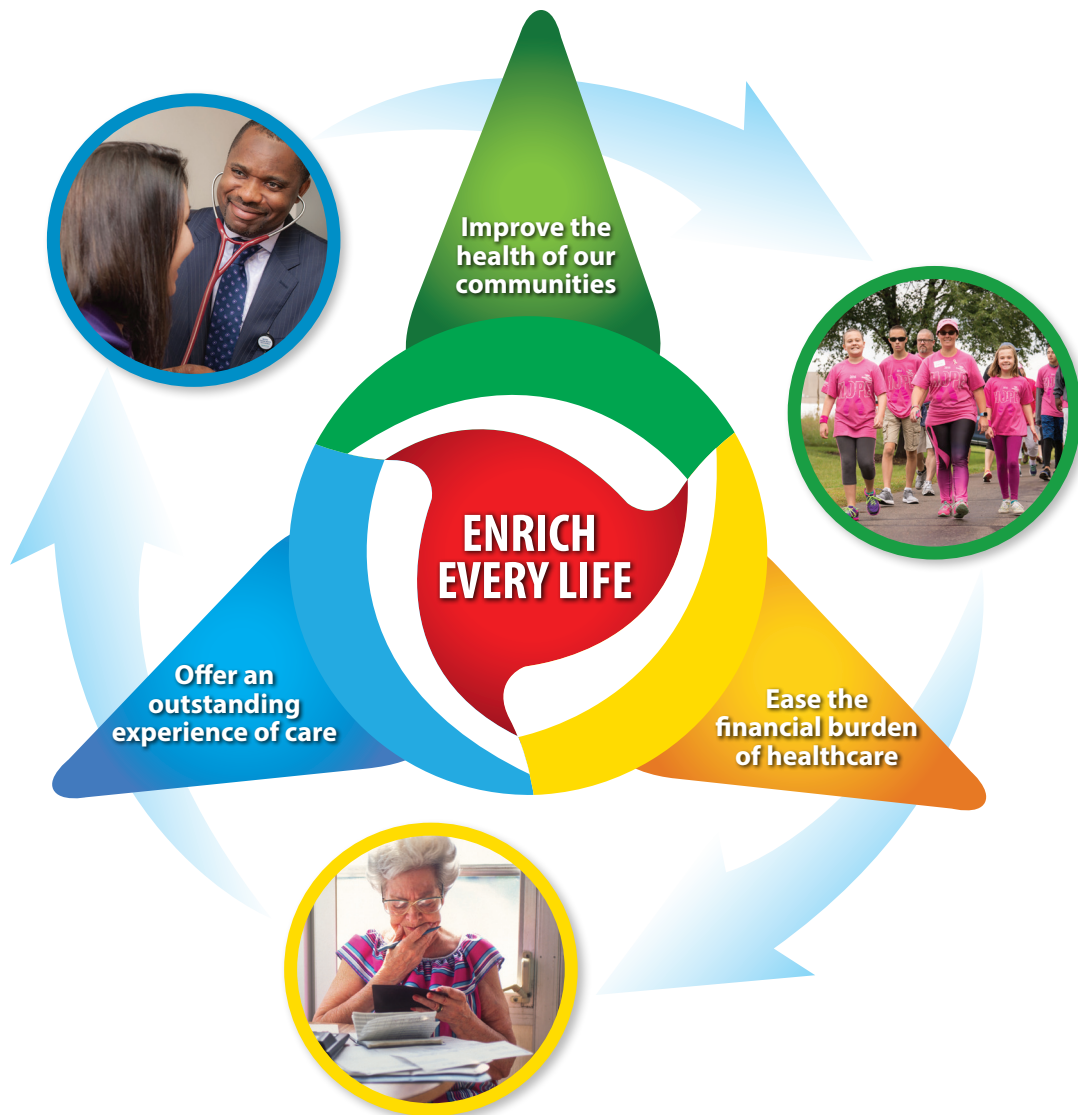 Improve the
health of our
communities
ENRICH
EVERY LIFE
Offer an
outstanding
experience of care
Ease the
financial burden
of healthcare